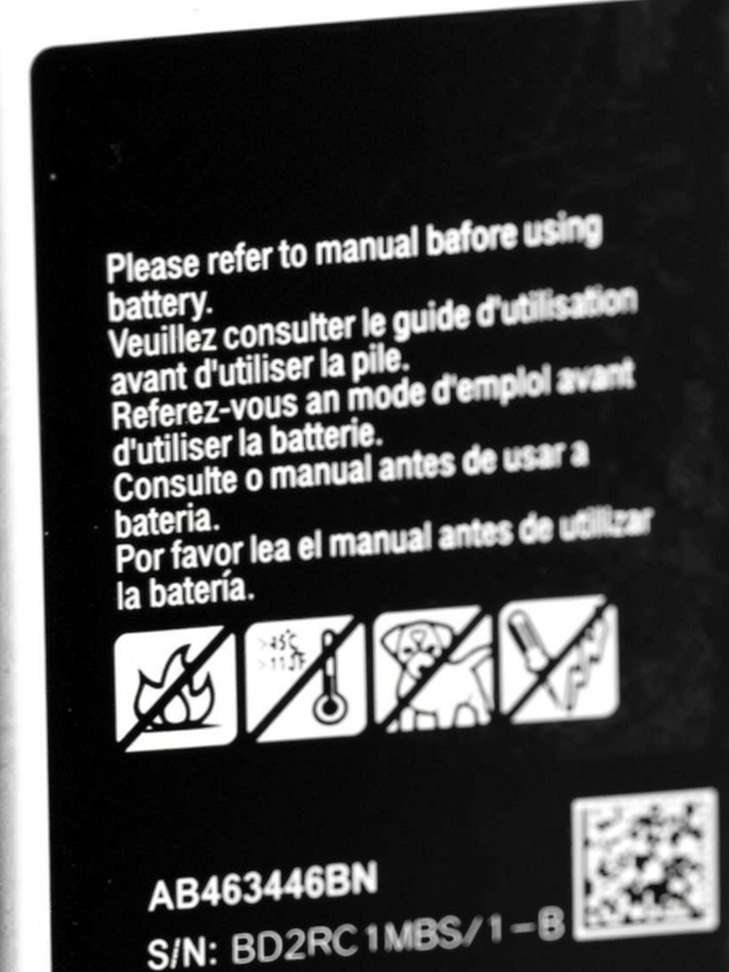 Please refer to manual before using
battery.
Veuillez consulter le guide d'utilisation
avant d'utiliser la pile.
Referez-vous an mode d'emplol avant
d'utiliser la batterie.
Consulte o manual antes de usar a
bateria.
Por favor lea el manual antes de utilizar
la batería.
>45°C
>113°F
AB463446BN
S/N: BD2RC1MBS/1-B